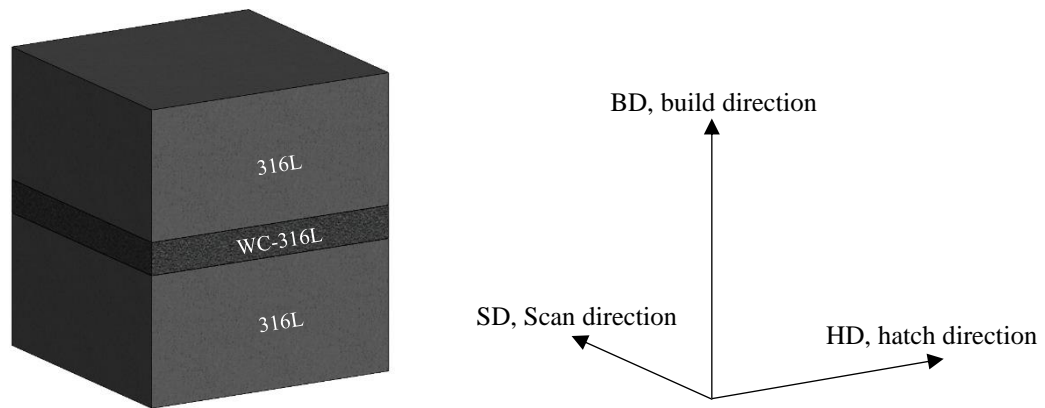 316L
WC-316L
316L
BD, build direction
SD, Scan direction
HD, hatch direction